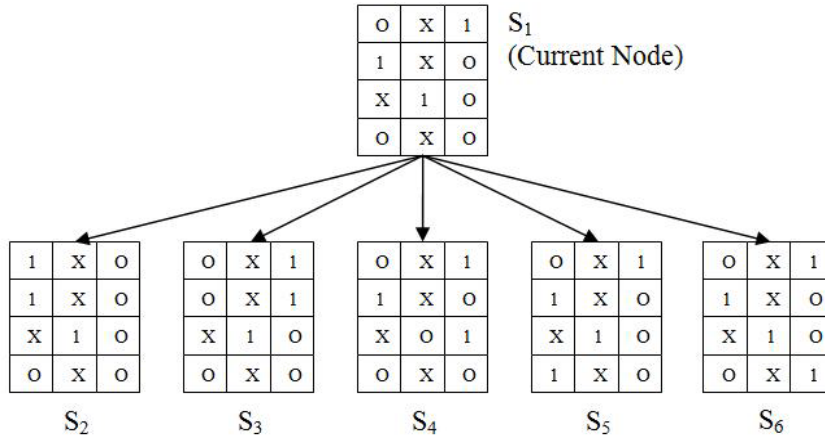 O X 1
S1
1 X O
(Current Node)
X 1 O
O X O
1 X O
1 X O
X 1 O
O X O
S2
O X 1
O X 1
X 1 O
O X O
S3
O X 1
1 X O
X O 1
O X O
S4
O X 1
1 X O
X 1 O
1 X O
S5
O X 1
1 X O
X 1 O
O X 1
S6